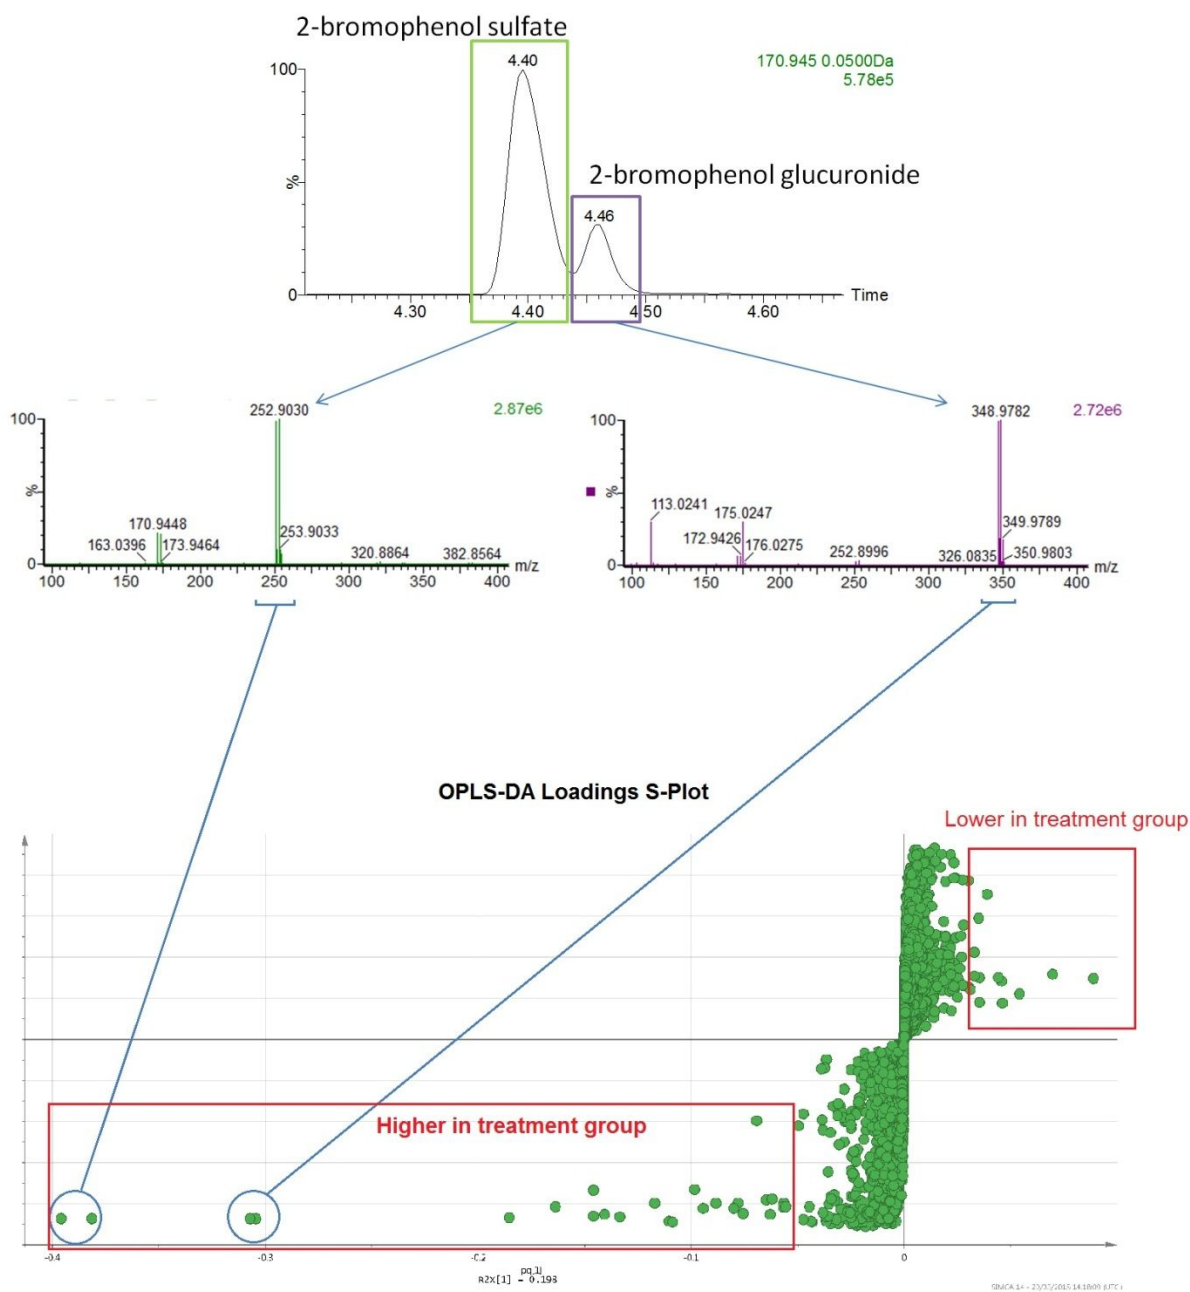 2-bromophenol sulfate
4.40
170.945 0.0500Da
5.78e5
100
%
0
2-bromophenol glucuronide
4.46
4.30 4.40 4.50 4.60
Time
252.9030
2.87e6
100
%
170.9448
163.0396
173.9464
253.9033
320.8864
382.8564
0
100 150 200 250 300 350 400
m/z
348.9782
2.72e6
100
%
113.0241
175.0247
172.9426
176.0275
252.8996
326.0835
349.9789
350.9803
0
100 150 200 250 300 350 400
m/z
OPLS-DA Loadings S-Plot
Lower in treatment group
Higher in treatment group
-0.4 -0.3 -0.2 -0.1 0
R2X[1] = 0.198